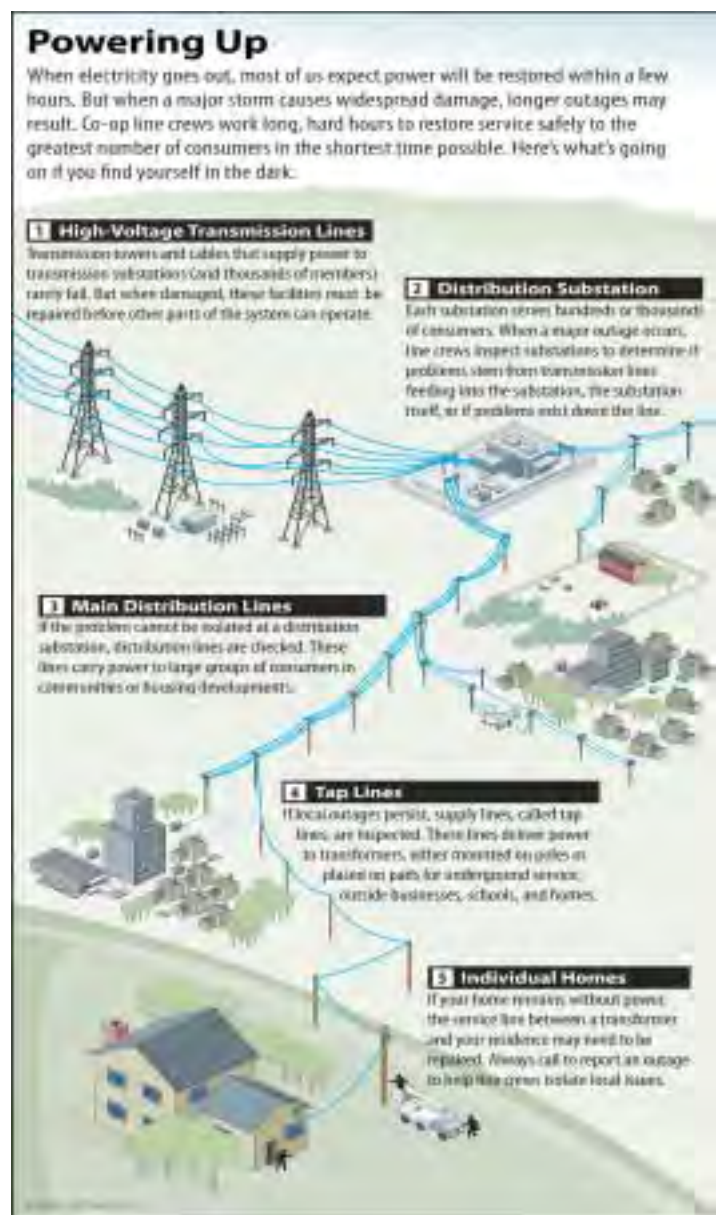 Powering Up
When electricity goes out, most of us expect power will be restored within a few
hours. But when a major storm causes widespread damage, longer outages may
result. Co-op line crews work long, hard hours to restore service safely to the
greatest number of consumers in the shortest time possible. Here's what's going
on if you find yourself in the dark.
1 High-Voltage Transmission Lines
Transmission towers and cables that supply power to
transmission substations (and thousands of members)
rarely fail. But when damaged, these facilities must be
repaired before other parts of the system can operate.
2 Distribution Substation
Each substation serves hundreds or thousands
of consumers. When a major outage occurs,
line crews inspect substations to determine if
problems stem from transmission lines
feeding into the substation, the substation
itself, or if problems exist down the line.
3 Main Distribution Lines
If the problem cannot be isolated at a distribution
substation, distribution lines are checked. These
lines carry power to large groups of consumers in
communities or housing developments.
4 Tap Lines
If local outages persist, supply lines, called tap
lines, are inspected. These lines deliver power
to transformers, either mounted on poles or
placed on pads for underground service,
outside businesses, schools, and homes.
5 Individual Homes
If your home remains without power,
the service line between a transformer
and your residence may need to be
repaired. Always call to report an outage
to help line crews isolate local issues.